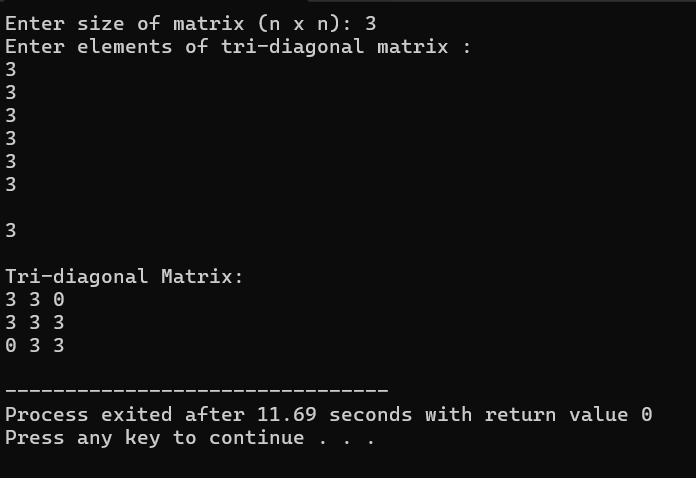 Enter size of matrix (n x n): 3
Enter elements of tri-diagonal matrix :
3
3
3
3
3
3
3
Tri-diagonal Matrix:
3 3 0
3 3 3
0 3 3
--------------------------------
Process exited after 11.69 seconds with return value 0
Press any key to continue . . .